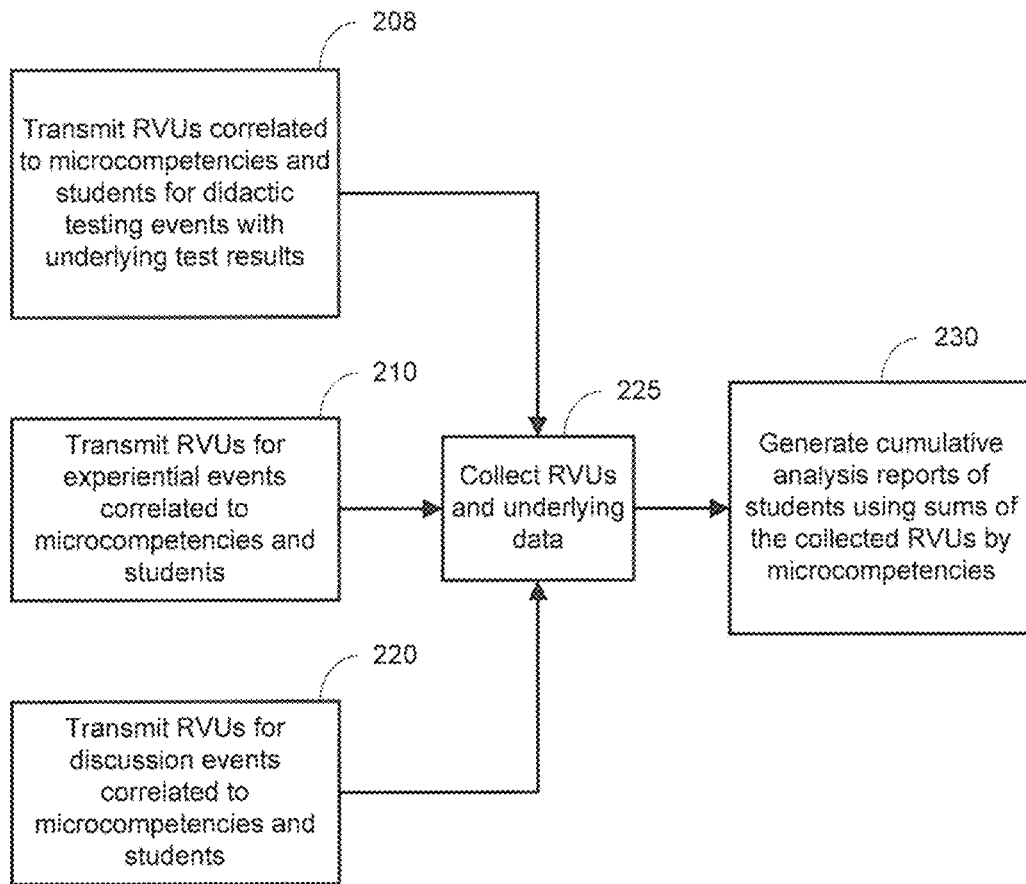 208
Transmit RVUs correlated
to microcompetencies and
students for didactic
testing events with
underlying test results
210
Transmit RVUs for
experiential events
correlated to
microcompetencies and
students
220
Transmit RVUs for
discussion events
correlated to
microcompetencies and
students
225
Collect RVUs
and underlying
data
230
Generate cumulative
analysis reports of
students using sums of
the collected RVUs by
microcompetencies